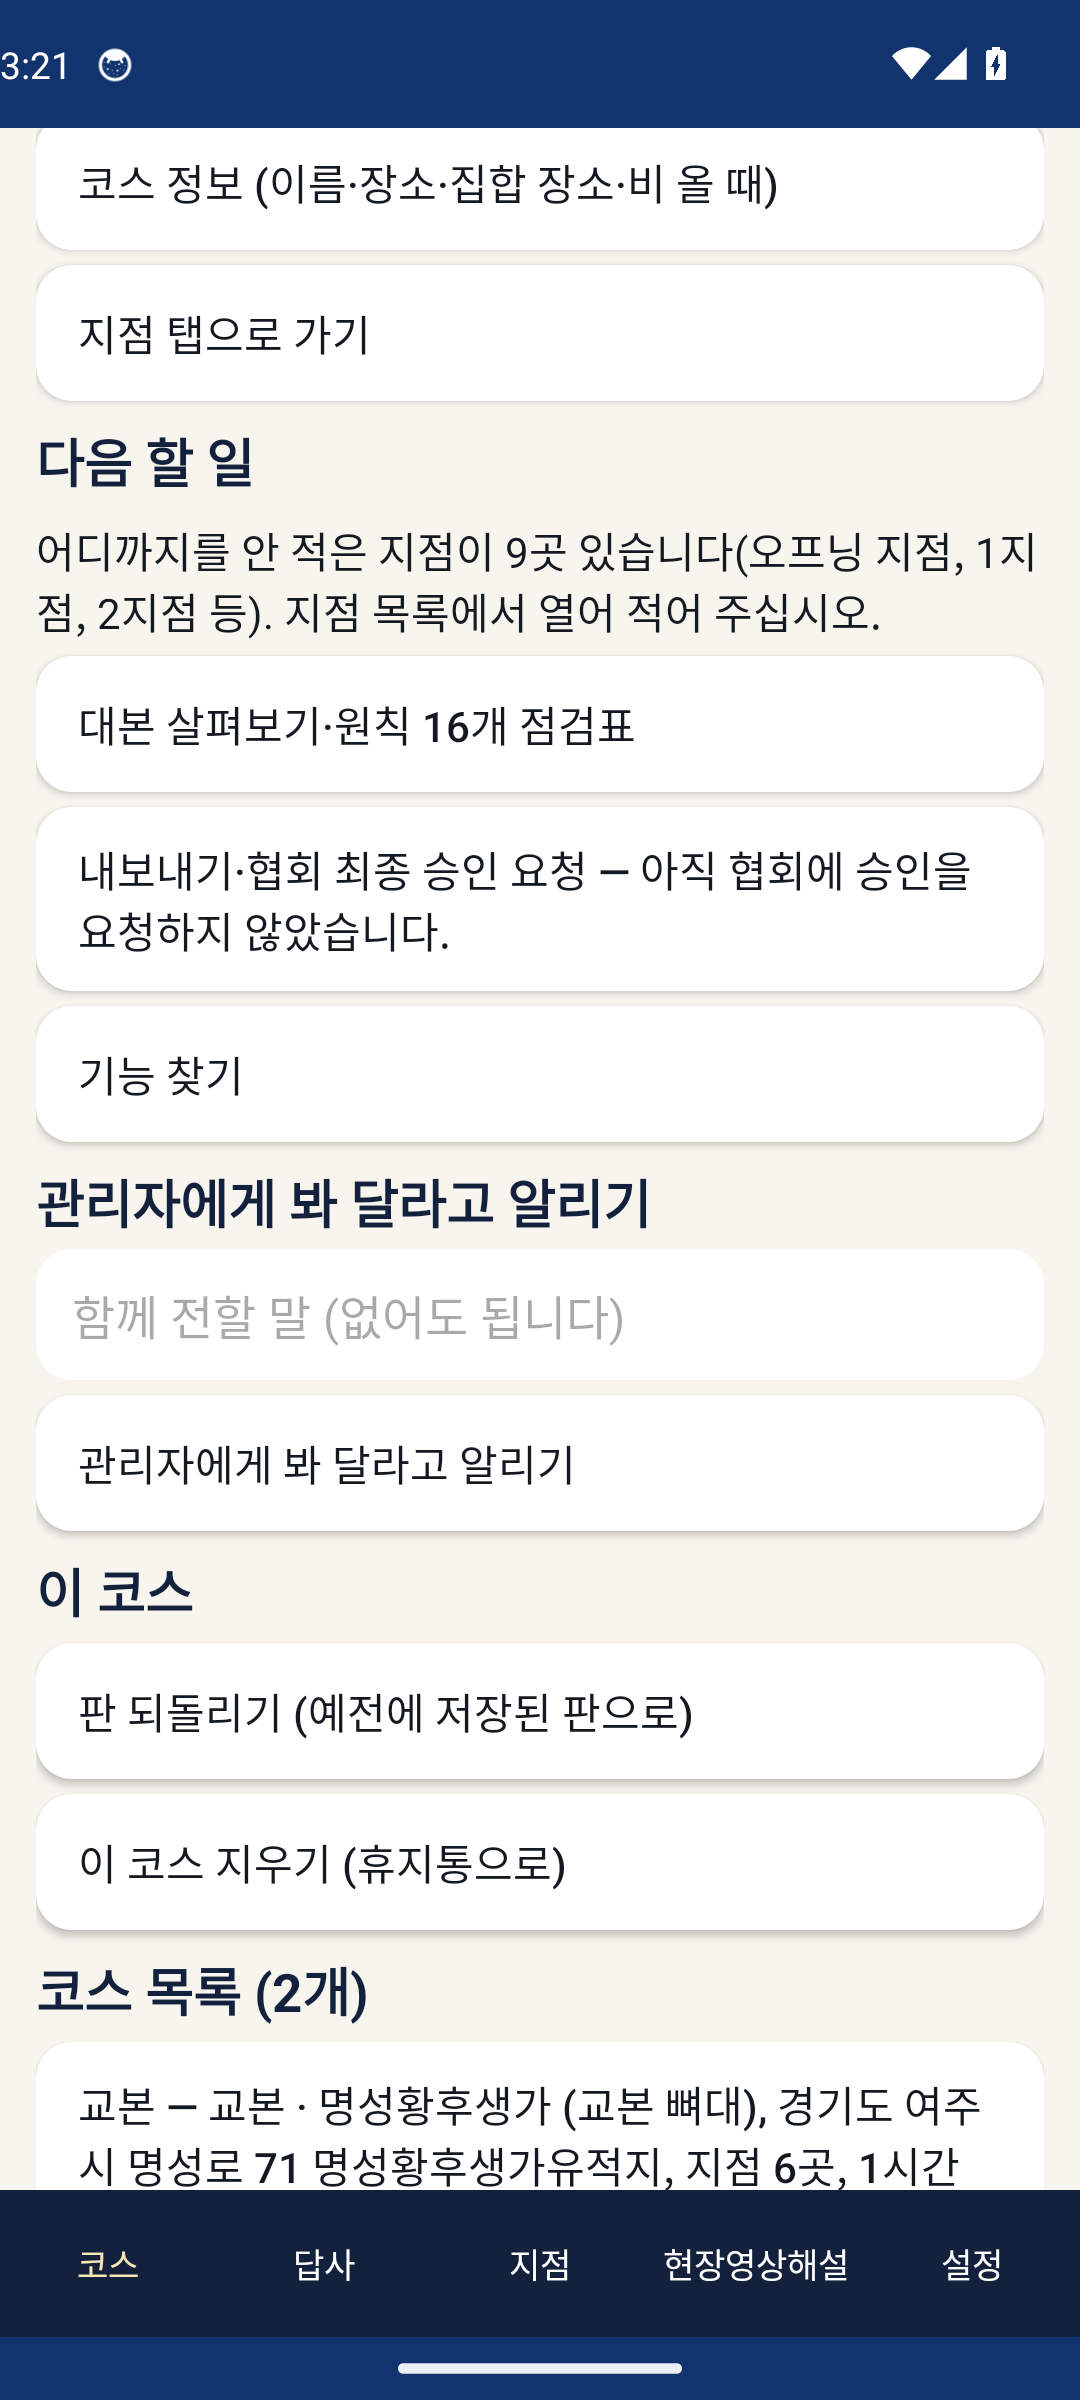 3:21
코스 정보 (이름·장소·집합 장소·비 올 때)
지점 탭으로 가기
다음 할 일
어디까지를 안 적은 지점이 9곳 있습니다(오프닝 지점, 1지
점, 2지점 등). 지점 목록에서 열어 적어 주십시오.
대본 살펴보기·원칙 16개 점검표
내보내기·협회 최종 승인 요청 – 아직 협회에 승인을
요청하지 않았습니다.
기능 찾기
관리자에게 봐 달라고 알리기
함께 전할 말 (없어도 됩니다)
관리자에게 봐 달라고 알리기
이 코스
판 되돌리기 (예전에 저장된 판으로)
이 코스 지우기 (휴지통으로)
코스 목록 (2개)
교본 – 교본 · 명성황후생가 (교본 뼈대), 경기도 여주
시 명성로 71 명성황후생가유적지, 지점 6곳, 1시간
코스 답사 지점 현장영상해설 설정